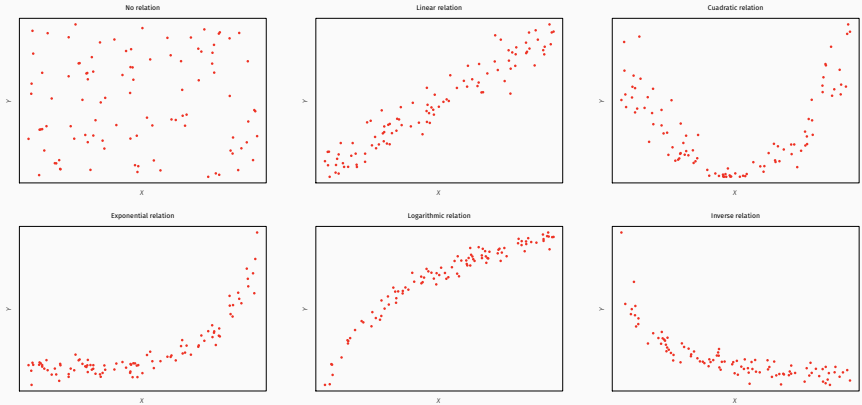 No relation
Linear relation
Cuadratic relation
Y
Y
Y
X
X
X
Exponential relation
Logarithmic relation
Inverse relation
Y
Y
Y
X
X
X